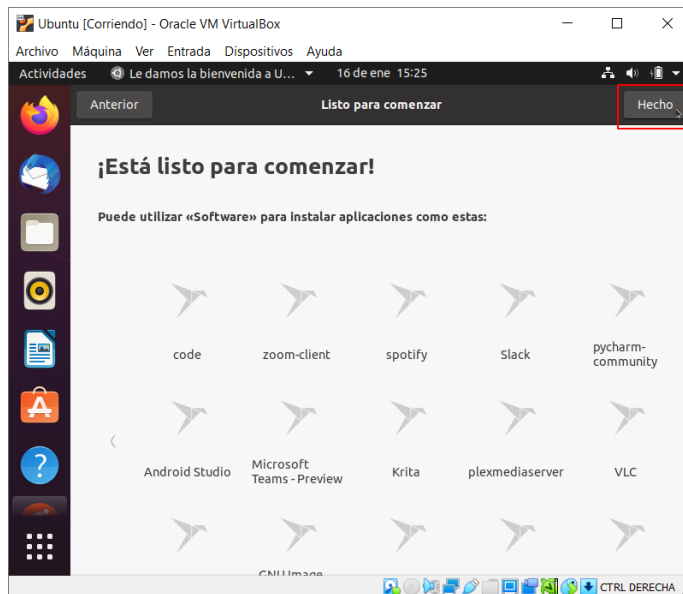 Ubuntu [Corriendo] - Oracle VM VirtualBox
Archivo Máquina Ver Entrada Dispositivos Ayuda
Actividades Le damos la bienvenida a U... 16 de ene 15:25
Anterior Listo para comenzar Hecho
¡Está listo para comenzar!
Puede utilizar «Software» para instalar aplicaciones como estas:
code zoom-client spotify Slack pycharm-
community
Android Studio Microsoft Krita plexmediaserver VLC
Teams - Preview
GNU Image
CTRL DERECHA